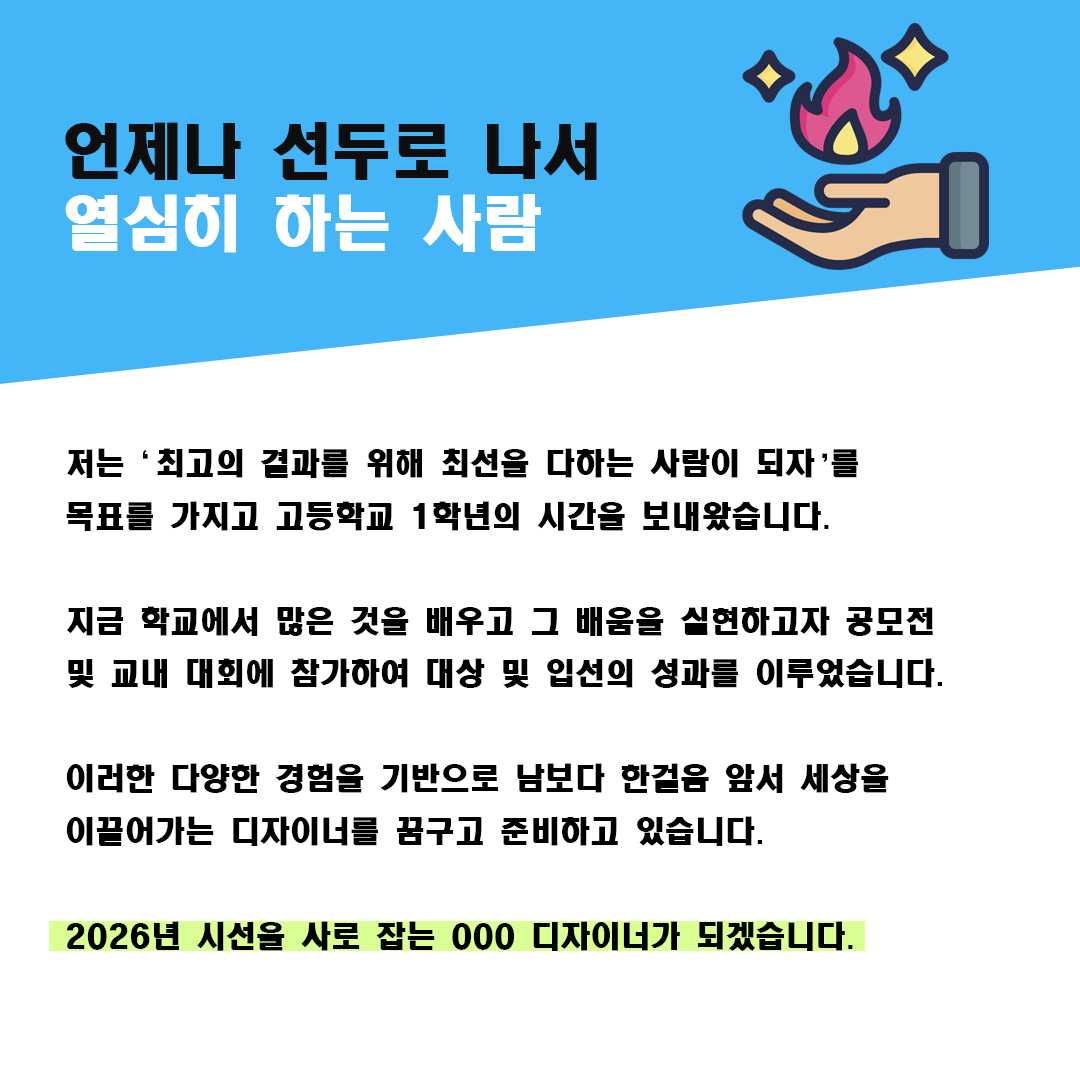 언제나 선두로 나서
열심히 하는 사람
저는 ‘최고의 결과를 위해 최선을 다하는 사람이 되자’를
목표를 가지고 고등학교 1학년의 시간을 보내왔습니다.
지금 학교에서 많은 것을 배우고 그 배움을 실현하고자 공모전
및 교내 대회에 참가하여 대상 및 입선의 성과를 이루었습니다.
이러한 다양한 경험을 기반으로 남보다 한걸음 앞서 세상을
이끌어가는 디자이너를 꿈구고 준비하고 있습니다.
2026년 시선을 사로 잡는 000 디자이너가 되겠습니다.